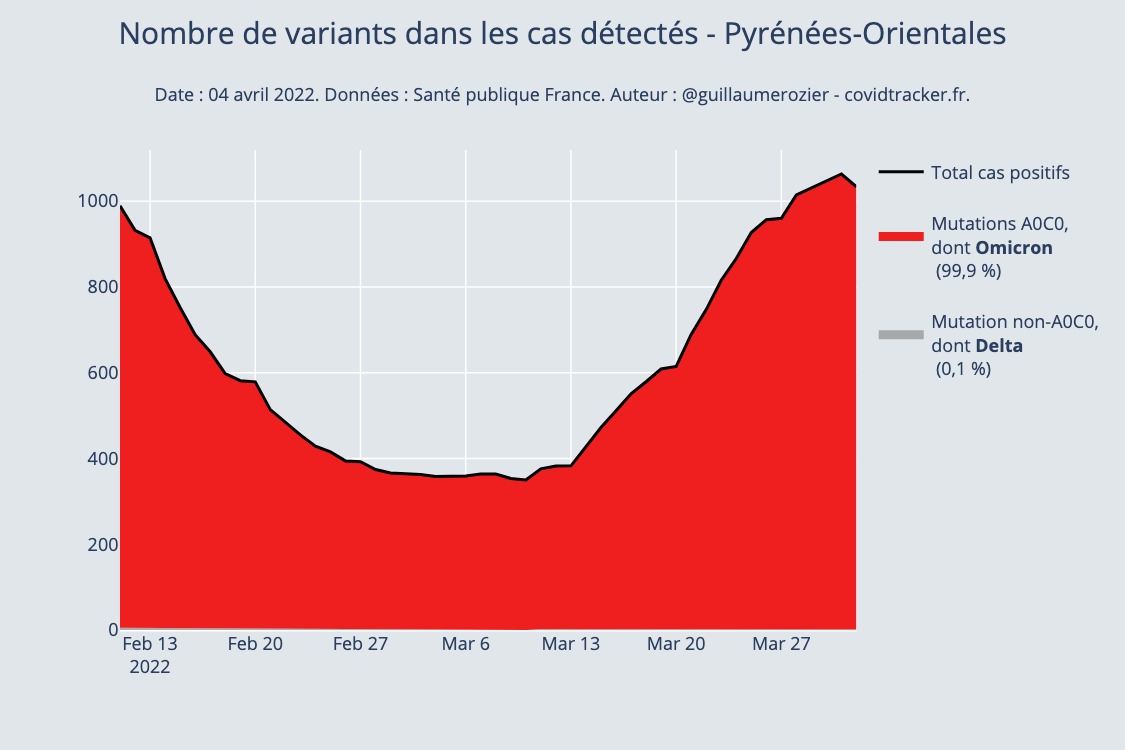 Nombre de variants dans les cas détectés - Pyrénées-Orientales
Date : 04 avril 2022. Données : Santé publique France. Auteur : @guillaumerozier - covidtracker.fr.
Total cas positifs
Mutations A0C0,
dont Omicron
(99,9 %)
Mutation non-A0C0,
dont Delta
(0,1 %)
1000
800
600
400
200
0
Feb 13 Feb 20 Feb 27 Mar 6 Mar 13 Mar 20 Mar 27
2022